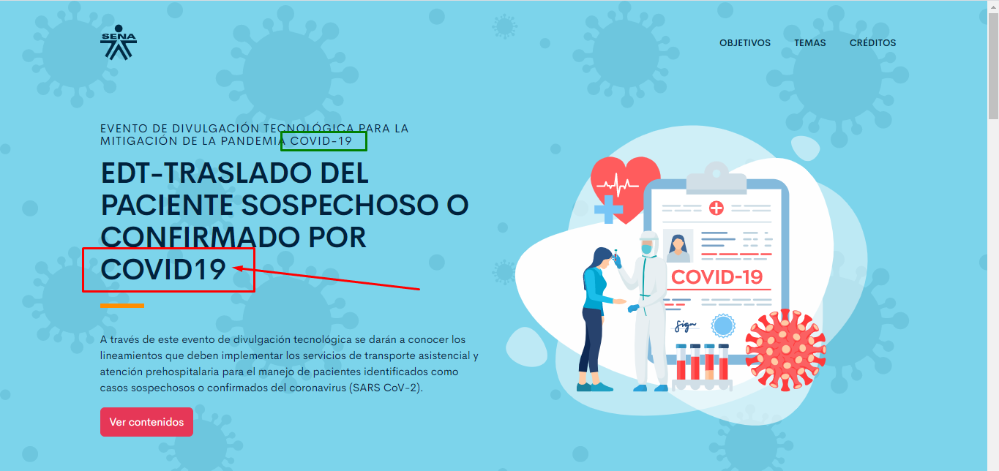 SENA
OBJETIVOS
TEMAS
CRÉDITOS
EVENTO DE DIVULGACIÓN TECNOLÓGICA PARA LA
MITIGACIÓN DE LA PANDEMIA COVID-19
EDT-TRASLADO DEL
PACIENTE SOSPECHOSO O
CONFIRMADO POR
COVID19
A través de este evento de divulgación tecnológica se darán a conocer los
lineamientos que deben implementar los servicios de transporte asistencial y
atención prehospitalaria para el manejo de pacientes identificados como
casos sospechosos o confirmados del coronavirus (SARS CoV-2).
Ver contenidos
COVID-19
Sign